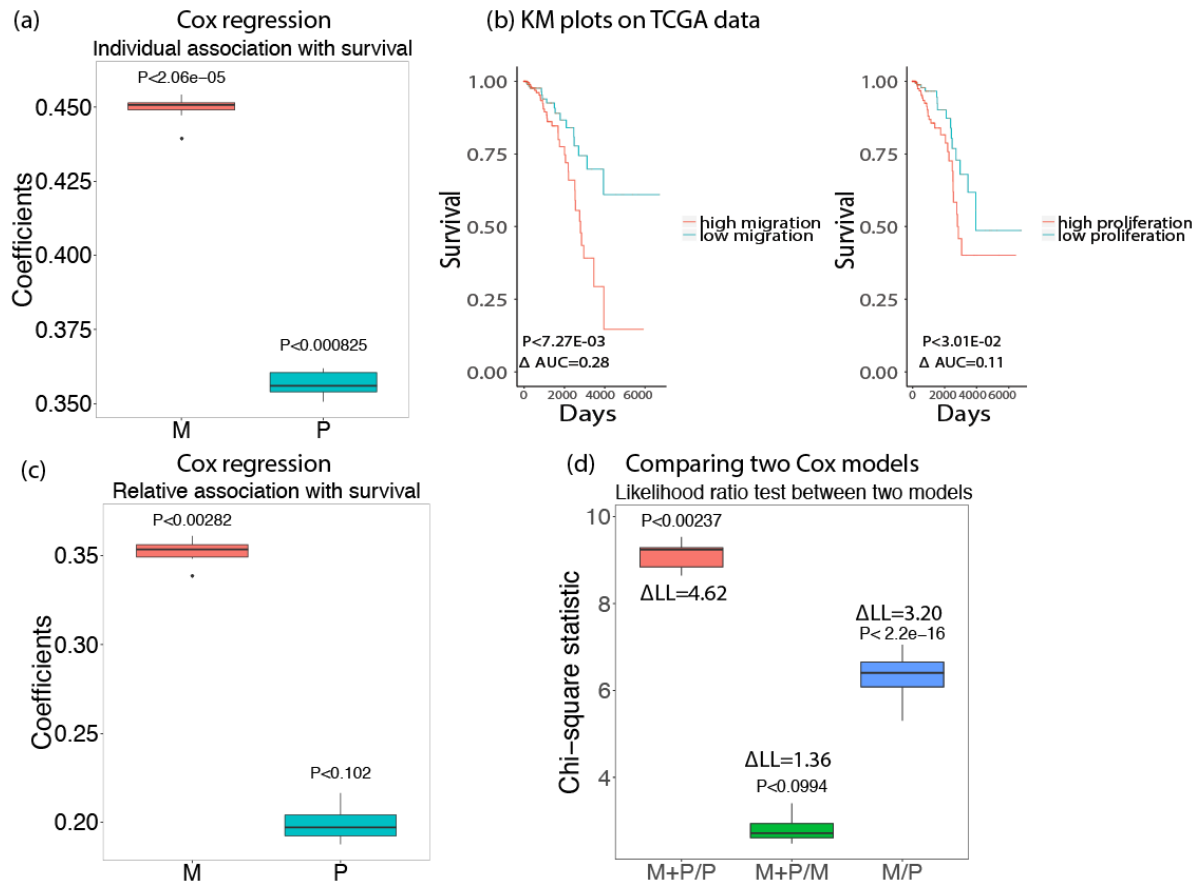 (a)
Cox regression
Individual association with survival
P<2.06e−05
0.450
0.425
0.400
0.375
0.350
Coefficients
P<0.000825
M
P
(b) KM plots on TCGA data
1.00
0.75
0.50
0.25
0.00
Survival
high migration
low migration
P<7.27E-03
Δ AUC=0.28
0
2000
4000
6000
Days
1.00
0.75
0.50
0.25
0.00
Survival
high proliferation
low proliferation
P<3.01E-02
Δ AUC=0.11
0
2000
4000
6000
Days
(c)
Cox regression
Relative association with survival
P<0.00282
0.35
0.30
0.25
0.20
Coefficients
P<0.102
M
P
(d) Comparing two Cox models
Likelihood ratio test between two models
10
8
6
4
Chi−square statistic
P<0.00237
ΔLL=4.62
ΔLL=1.36
P<0.0994
ΔLL=3.20
P< 2.2e−16
M+P/P
M+P/M
M/P